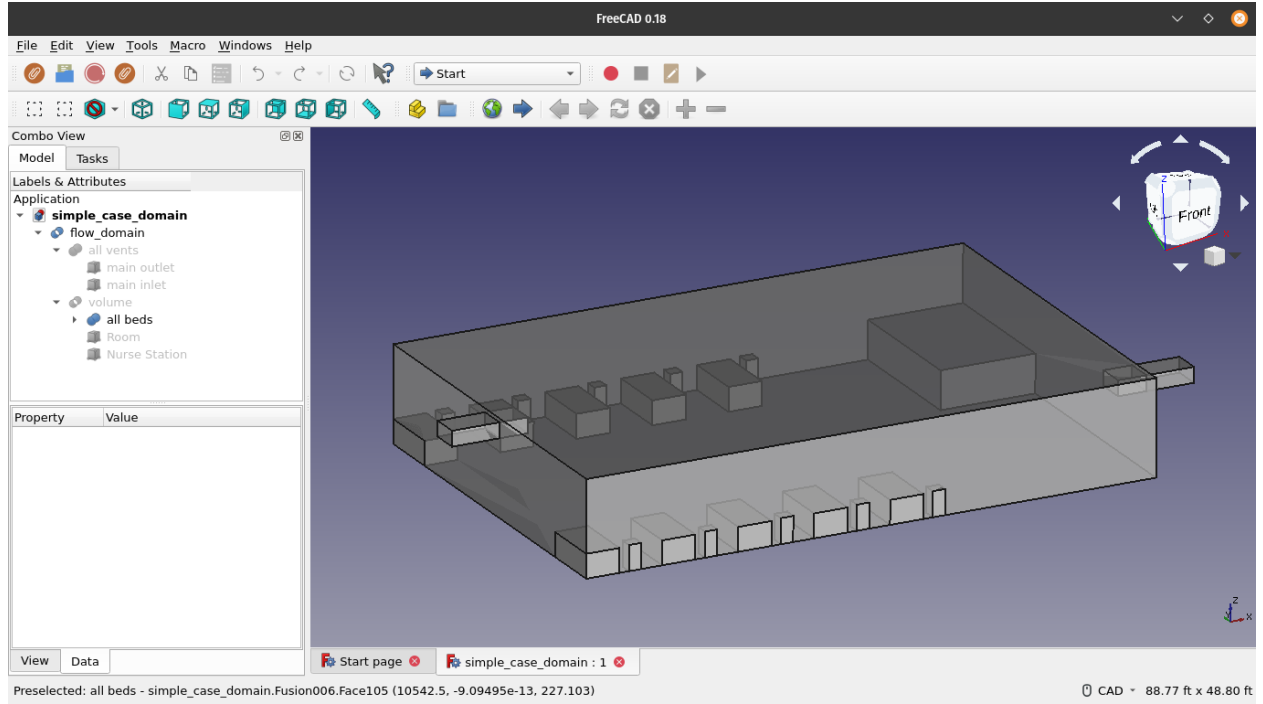 FreeCAD 0.18
File Edit View Tools Macro Windows Help
Start
Combo View
Model Tasks
Labels & Attributes
Application
simple_case_domain
flow_domain
all vents
main outlet
main inlet
volume
all beds
Room
Nurse Station
Property Value
View Data
Front
z
z
x
Start page
simple_case_domain : 1
Preselected: all beds - simple_case_domain.Fusion006.Face105 (10542.5, -9.09495e-13, 227.103)
CAD 88.77 ft x 48.80 ft